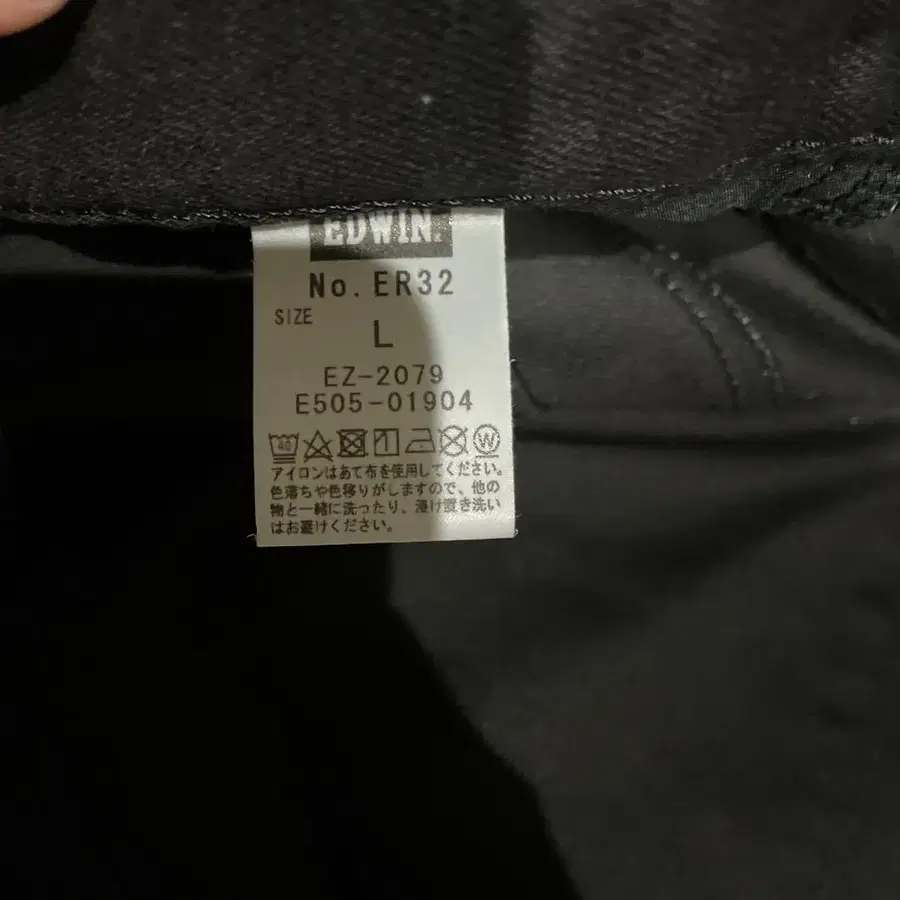 EDWIN.
No. ER32
SIZE
L
EZ-2079
E505-01904
40 W
アイロンはあて布を使用してください。
色落ちや色移りがしますので、他の
物と一緒に洗ったり、浸け置き洗い
はお避けください。